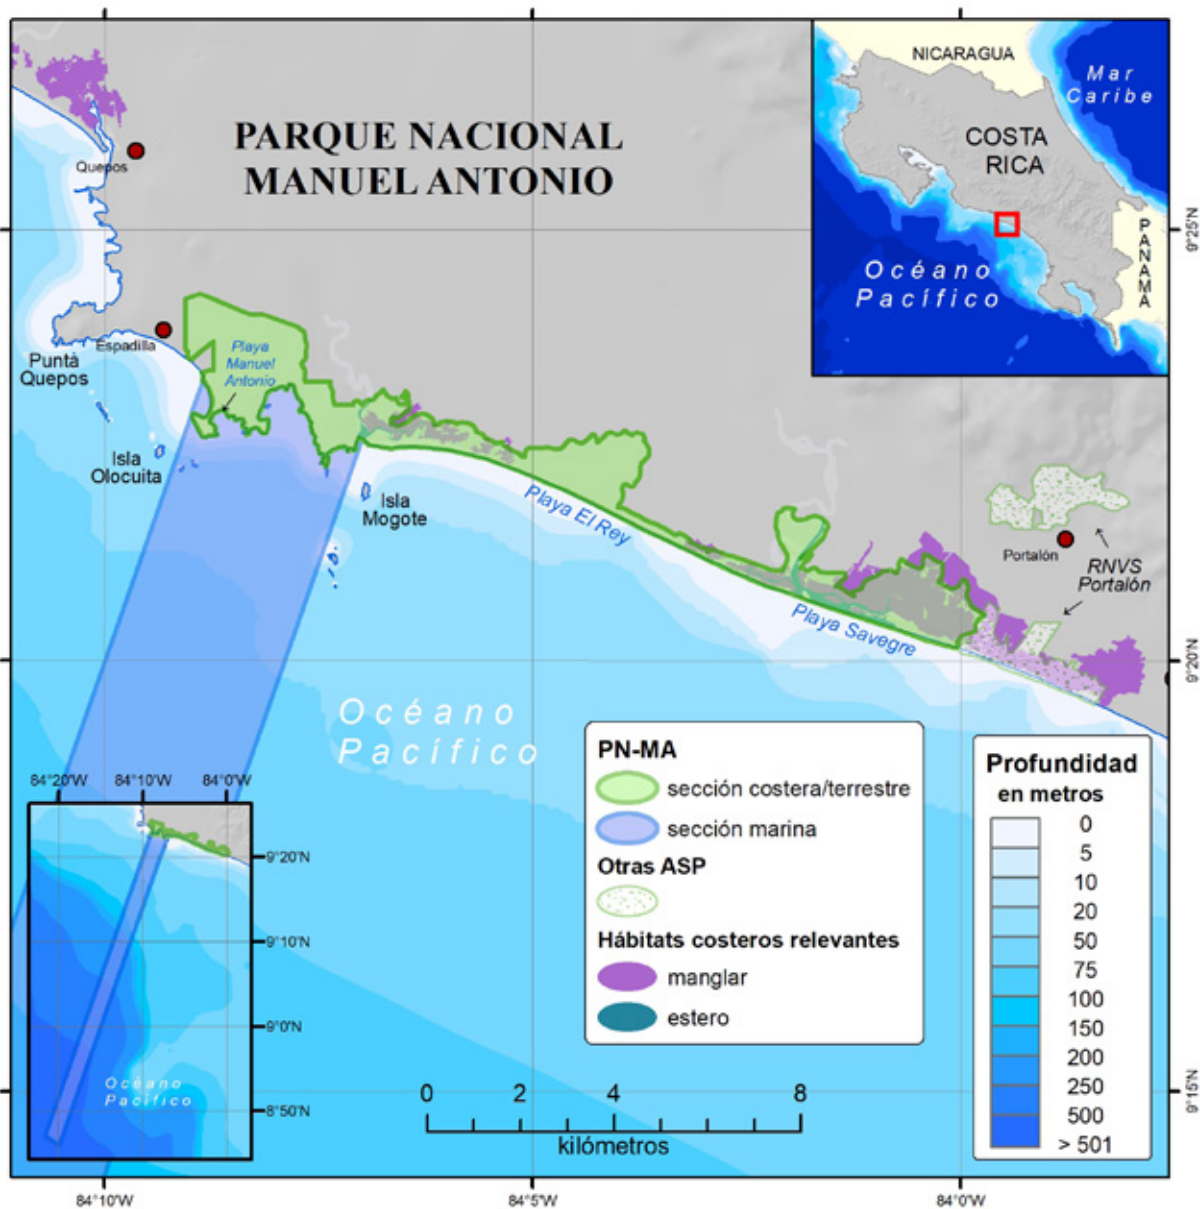 PARQUE NACIONAL
MANUEL ANTONIO
NICARAGUA
Mar
Caribe
COSTA
RICA
PANAMA
Océano
Pacífico
Quepos
Espadilla
Punta
Quepos
Playa
Manuel
Antonio
Isla
Olocuita
Isla
Mogote
Playa El Rey
Playa Savegre
Portalón
RNVS
Portalón
Océano
Pacífico
9°25'N
9°20'N
9°15'N
84°10'W
84°5'W
84°0'W
84°20'W 84°10'W 84°0'W
9°20'N
9°10'N
9°0'N
8°50'N
Océano
Pacífico
PN-MA
sección costera/terrestre
sección marina
Otras ASP
Hábitats costeros relevantes
manglar
estero
0 2 4 8
kilómetros
Profundidad
en metros
0
5
10
20
50
75
100
150
200
250
500
> 501